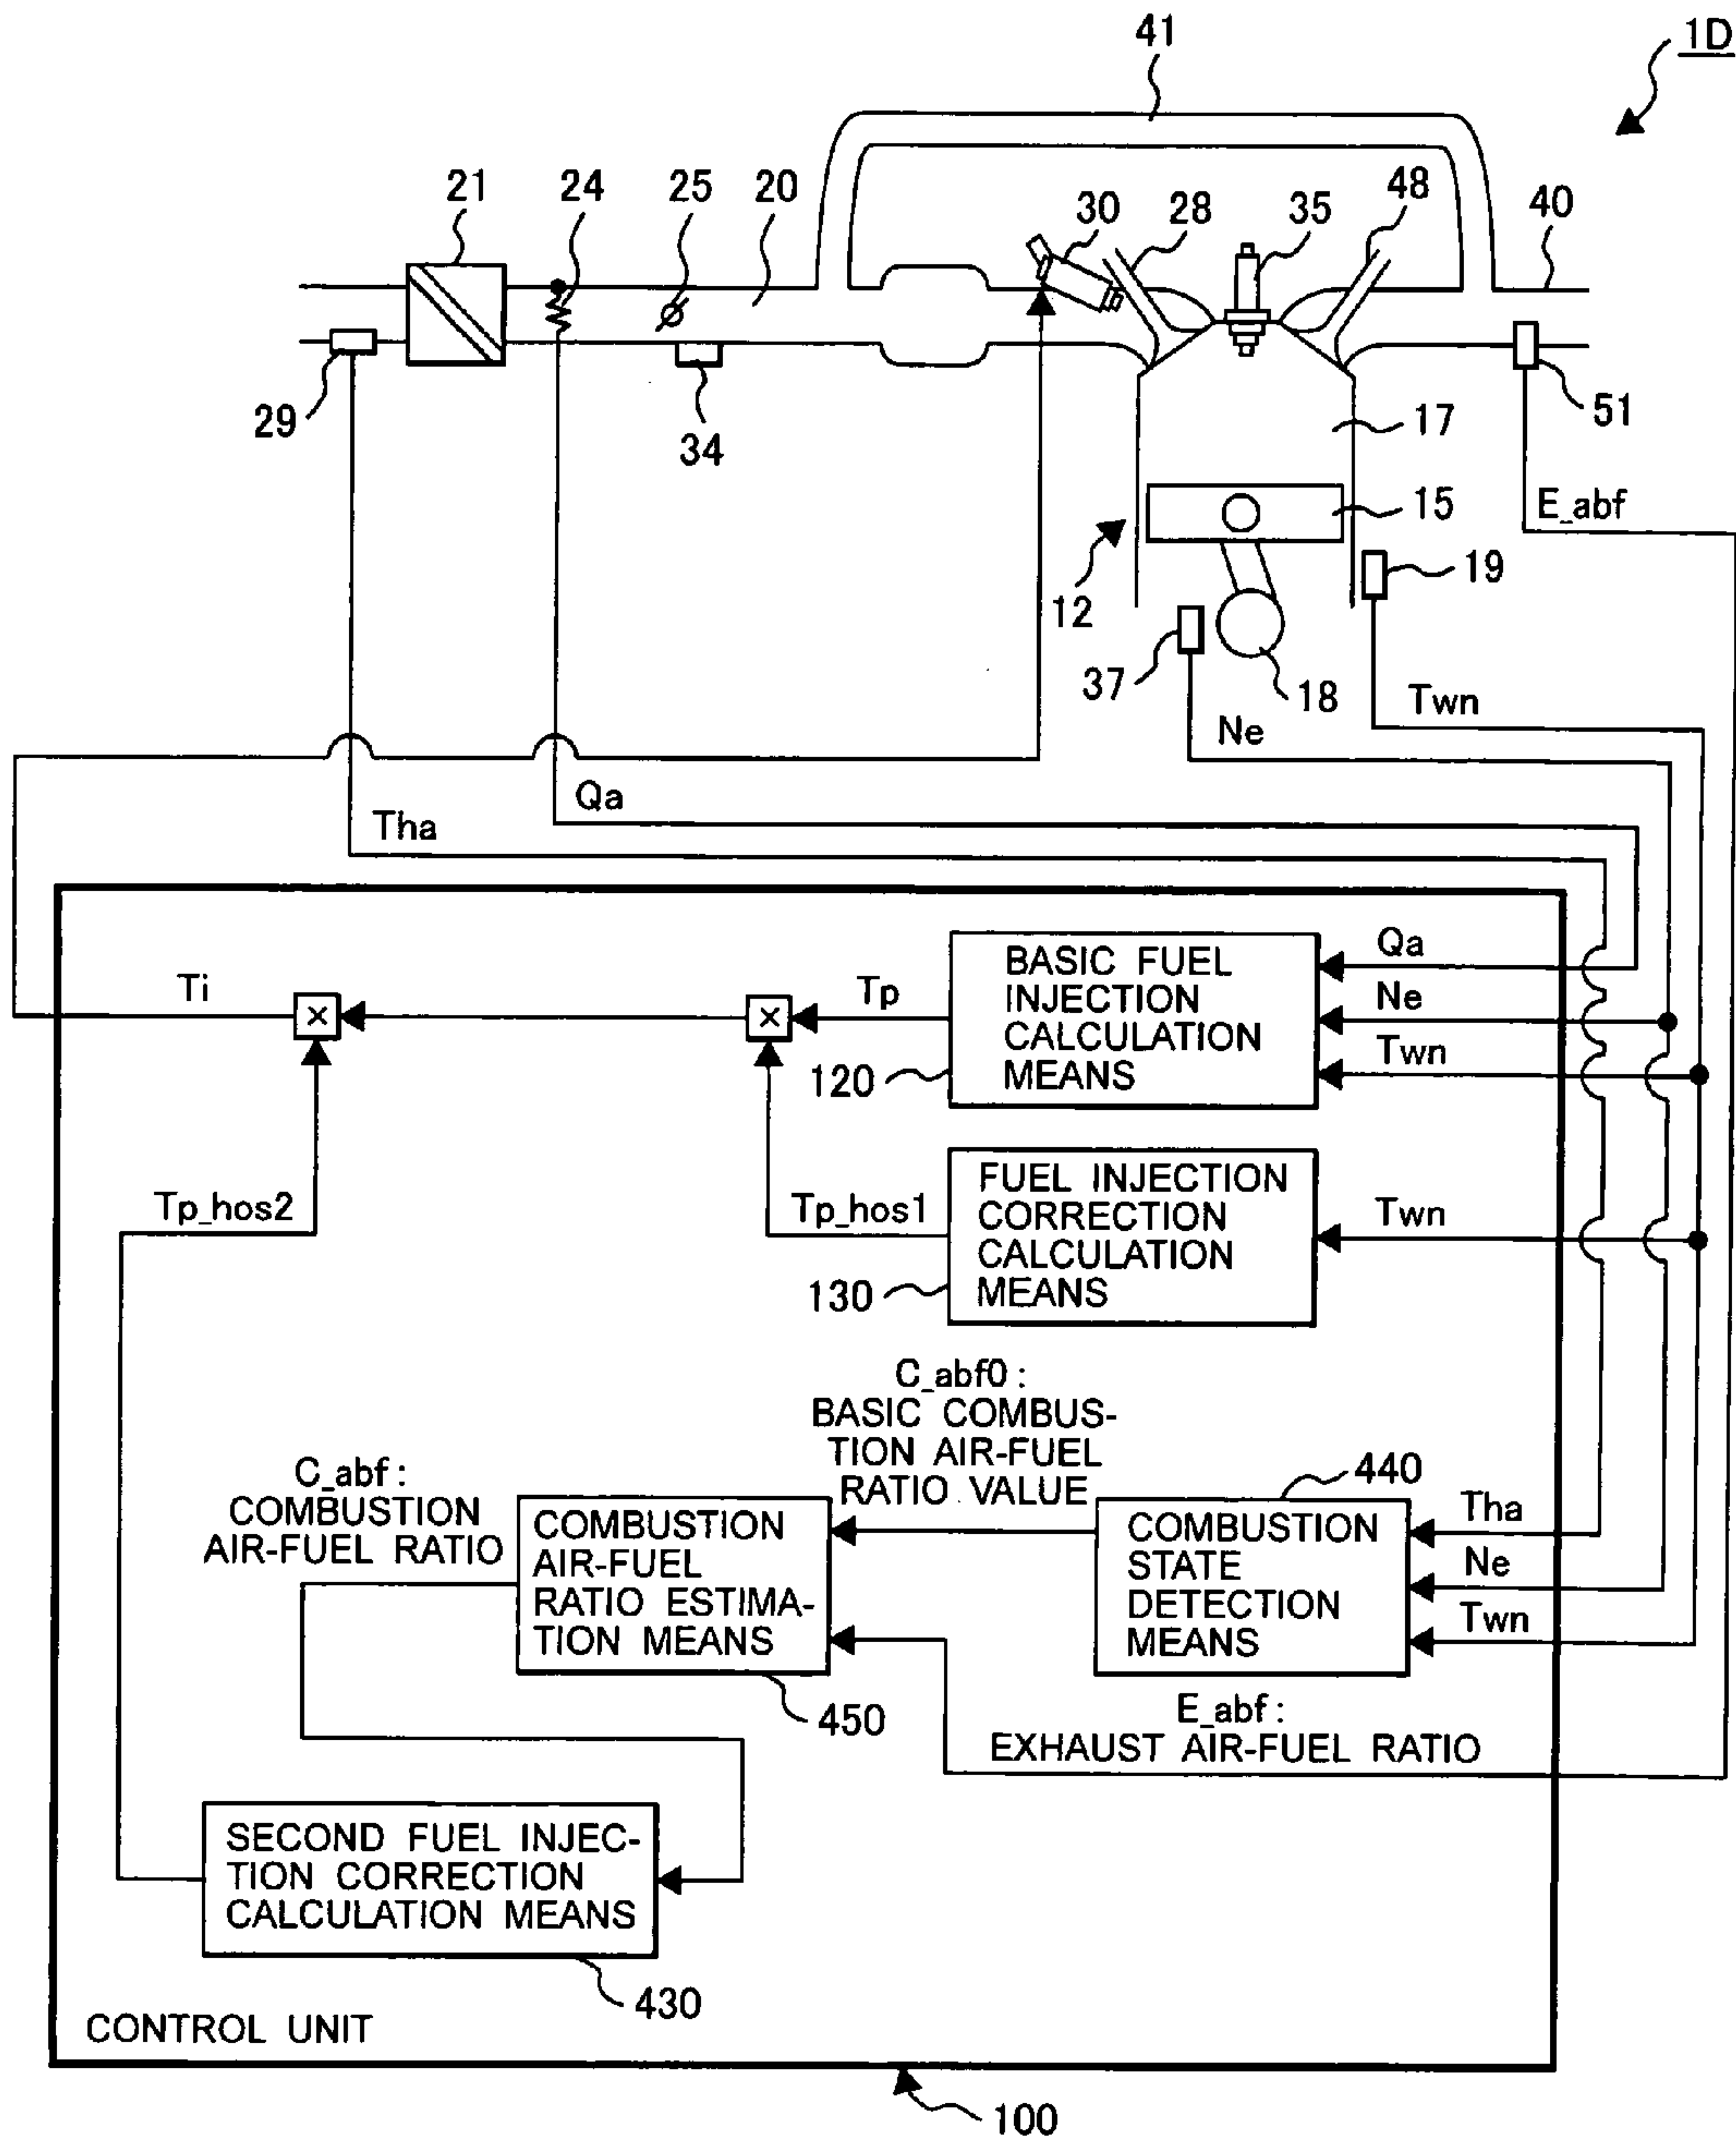 1D
41
21
24
25
20
30
28
35
48
40
29
34
17
51
15
E_abf
19
12
37
18
Twn
Ne
Qa
Tha
BASIC FUEL
INJECTION
CALCULATION
MEANS
Qa
Ne
Twn
Ti
×
×
Tp
120
FUEL INJECTION
CORRECTION
CALCULATION
MEANS
Tp_hos2
Tp_hos1
Twn
130
C_abf0 :
BASIC COMBUS-
TION AIR-FUEL
RATIO VALUE
C_abf :
COMBUSTION
AIR-FUEL RATIO
440
COMBUSTION
AIR-FUEL
RATIO ESTIMA-
TION MEANS
COMBUSTION
STATE
DETECTION
MEANS
Tha
Ne
Twn
450
E_abf :
EXHAUST AIR-FUEL RATIO
SECOND FUEL INJEC-
TION CORRECTION
CALCULATION MEANS
430
CONTROL UNIT
100